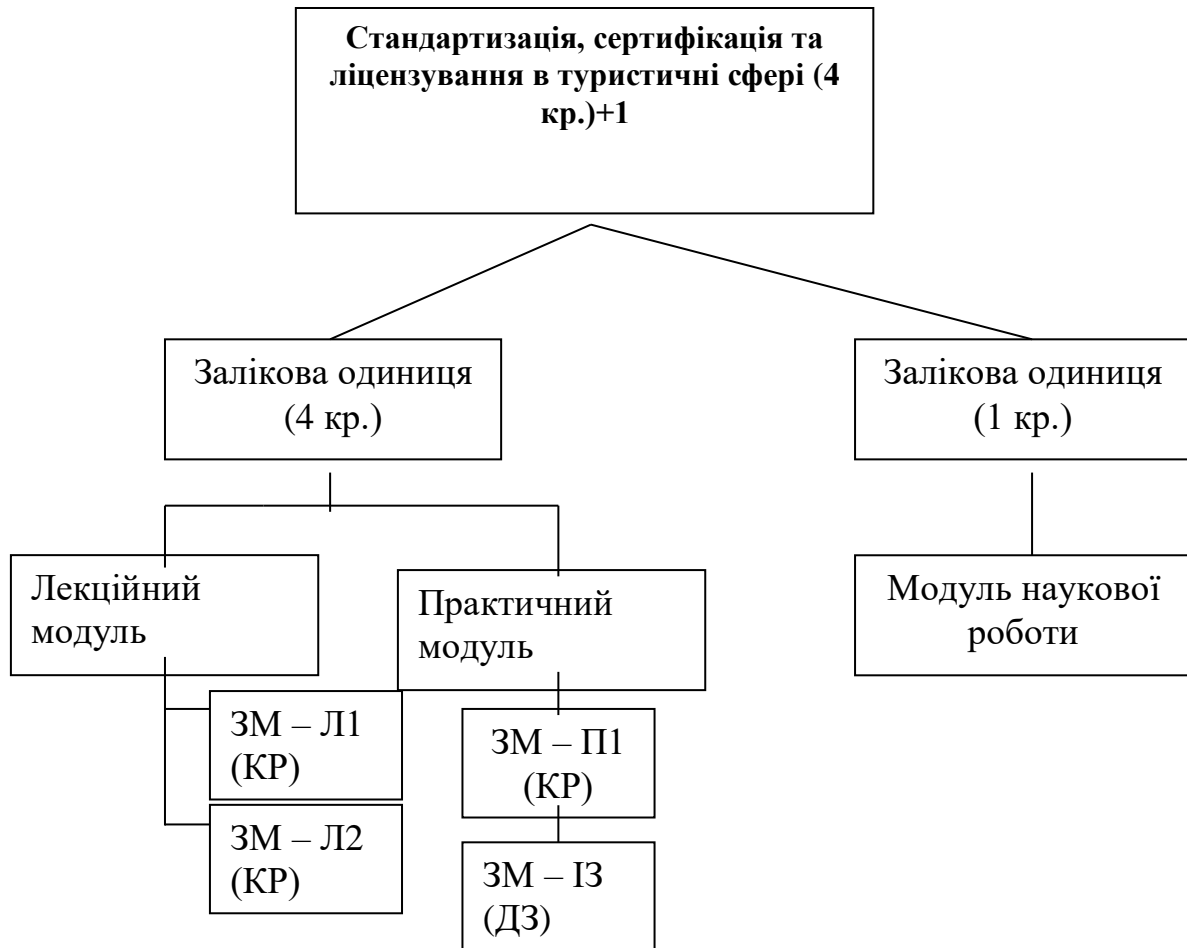 Стандартизація, сертифікація та
ліцензування в туристичні сфері (4
кр.)+1
Залікова одиниця
(4 кр.)
Залікова одиниця
(1 кр.)
Лекційний
модуль
Практичний
модуль
Модуль наукової
роботи
ЗМ – Л1
(КР)
ЗМ – П1
(КР)
ЗМ – Л2
(КР)
ЗМ – ІЗ
(ДЗ)